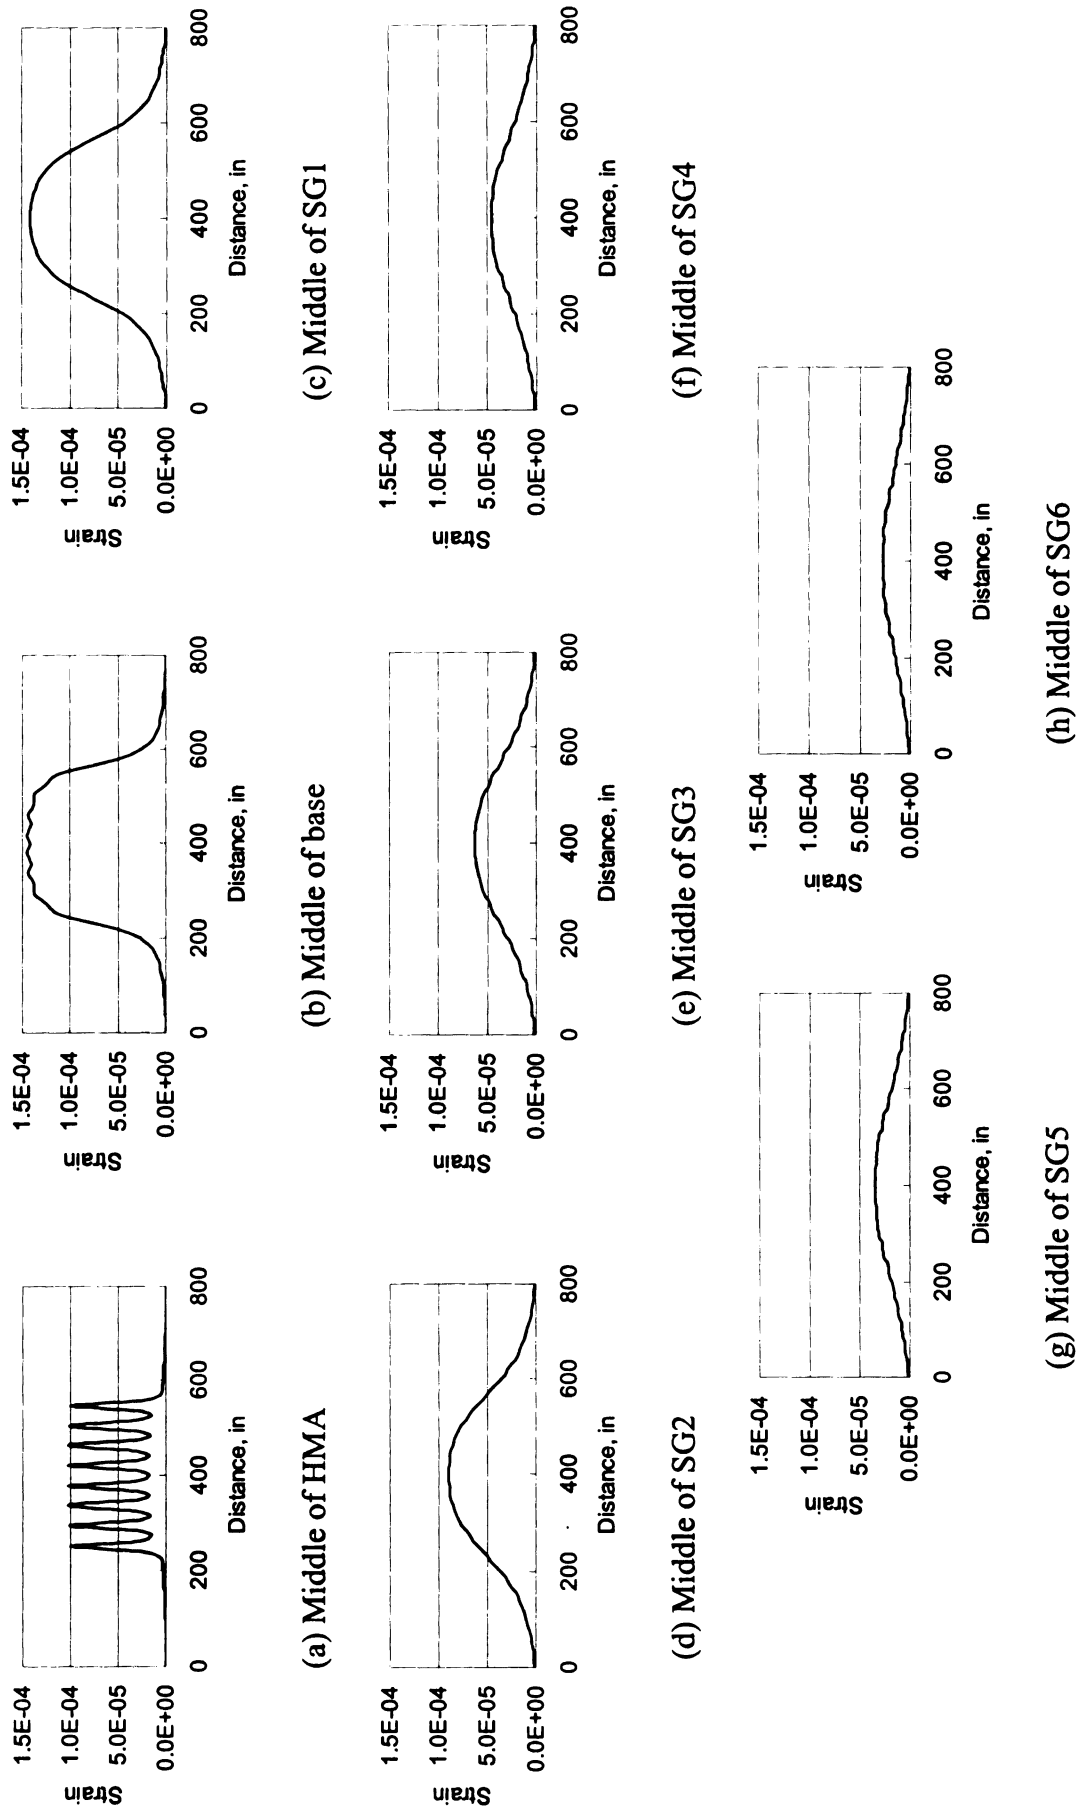 Strain
1.5E-04
1.0E-04
5.0E-05
0.0E+00
0 200 400 600 800
Distance, in
(a) Middle of HMA
Strain
1.5E-04
1.0E-04
5.0E-05
0.0E+00
0 200 400 600 800
Distance, in
(b) Middle of base
Strain
1.5E-04
1.0E-04
5.0E-05
0.0E+00
0 200 400 600 800
Distance, in
(c) Middle of SG1
Strain
1.5E-04
1.0E-04
5.0E-05
0.0E+00
0 200 400 600 800
Distance, in
(d) Middle of SG2
Strain
1.5E-04
1.0E-04
5.0E-05
0.0E+00
0 200 400 600 800
Distance, in
(e) Middle of SG3
Strain
1.5E-04
1.0E-04
5.0E-05
0.0E+00
0 200 400 600 800
Distance, in
(f) Middle of SG4
Strain
1.5E-04
1.0E-04
5.0E-05
0.0E+00
0 200 400 600 800
Distance, in
(g) Middle of SG5
Strain
1.5E-04
1.0E-04
5.0E-05
0.0E+00
0 200 400 600 800
Distance, in
(h) Middle of SG6